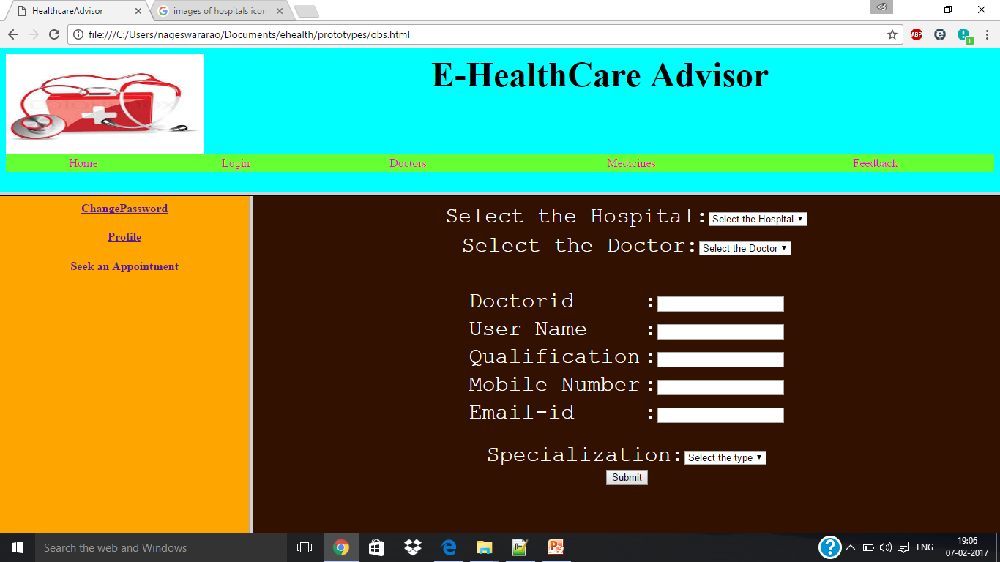 HealthcareAdvisor
images of hospitals icon
<3
file:///C:/Users/nageswararao/Documents/ehealth/prototypes/obs.html
ABP
1
E-HealthCare Advisor
Home Login Doctors Medicines Feedback
ChangePassword
Profile
Seek an Appointment
Select the Hospital: Select the Hospital
Select the Doctor: Select the Doctor
Doctorid :
User Name :
Qualification :
Mobile Number :
Email-id :
Specialization: Select the type
Submit
Search the web and Windows
ENG
19:06
07-02-2017